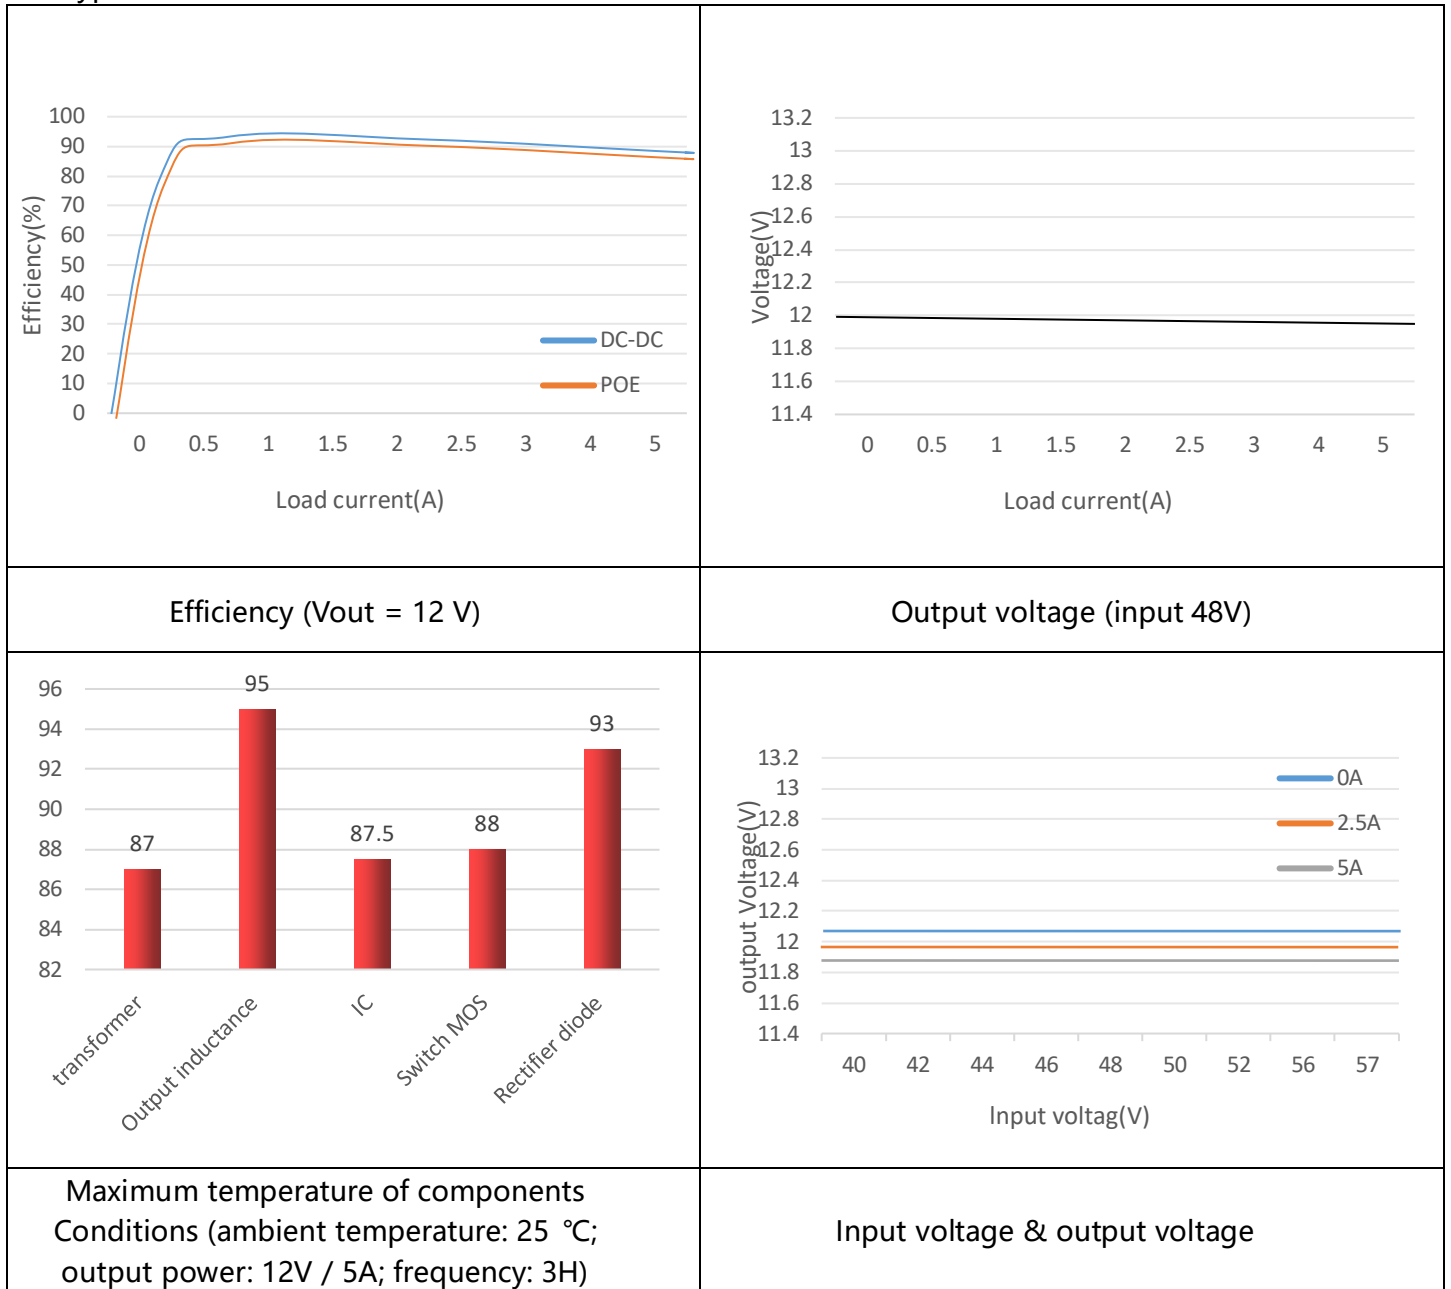 100
90
80
70
60
50
40
30
20
10
0
Efficiency(%)
DC-DC
POE
0 0.5 1 1.5 2 2.5 3 4 5
Load current(A)
13.2
13
12.8
12.6
12.4
12.2
12
11.8
11.6
11.4
Voltage(V)
0 0.5 1 1.5 2 2.5 3 4 5
Load current(A)
Efficiency (Vout = 12 V)
Output voltage (input 48V)
96
94
92
90
88
86
84
82
87
95
87.5
88
93
transformer
Output inductance
IC
Switch MOS
Rectifier diode
13.2
13
12.8
12.6
12.4
12.2
12
11.8
11.6
11.4
output Voltage(V)
0A
2.5A
5A
40 42 44 46 48 50 52 56 57
Input voltag(V)
Maximum temperature of components
Conditions (ambient temperature: 25 ℃;
output power: 12V / 5A; frequency: 3H)
Input voltage & output voltage